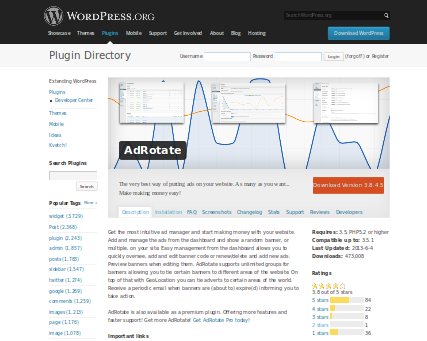 WORDPRESS.ORG
Showcase Themes Plugins Mobile Support Get Involved About Blog Hosting
Download WordPress
Plugin Directory
Username Password Log in (forgot?) or Register
Extending WordPress
Plugins
Developer Center
Themes
Mobile
Ideas
Kvetch!
Search Plugins
Search
Popular Tags More »
widget (3,729)
Post (2,368)
plugin (2,243)
admin (1,857)
posts (1,783)
sidebar (1,347)
twitter (1,274)
google (1,269)
comments (1,259)
images (1,213)
page (1,176)
image (1,078)
AdRotate
The very best way of putting ads on your website. As many as you want...
Make making money easy!
Download Version 3.8.4.5
Description Installation FAQ Screenshots Changelog Stats Support Reviews Developers
Get the most intuitive ad manager and start making money with your website.
Add and manage the ads from the dashboard and show a random banner, or
multiple, on your site. Easy management from the dashboard allows you to
quickly oversee, add and edit banner code or renew/delete and add new ads.
Preview banners when editing them. AdRotate supports unlimited groups for
banners allowing you to tie certain banners to different areas of the website. On
top of that with GeoLocation you can tie adverts to certain areas of the world.
Receive a periodic email when banners are (about to) expire(d) informing you to
take action.
AdRotate is also available as a premium plugin. Offering more features and
faster support! Get more AdRotate! Get AdRotate Pro today!
Important links
Requires: 3.5, PHP5.2 or higher
Compatible up to: 3.5.1
Last Updated: 2013-6-4
Downloads: 473,008
Ratings
3.8 out of 5 stars
5 stars 84
4 stars 22
3 stars 8
2 stars 1
1 stars 36